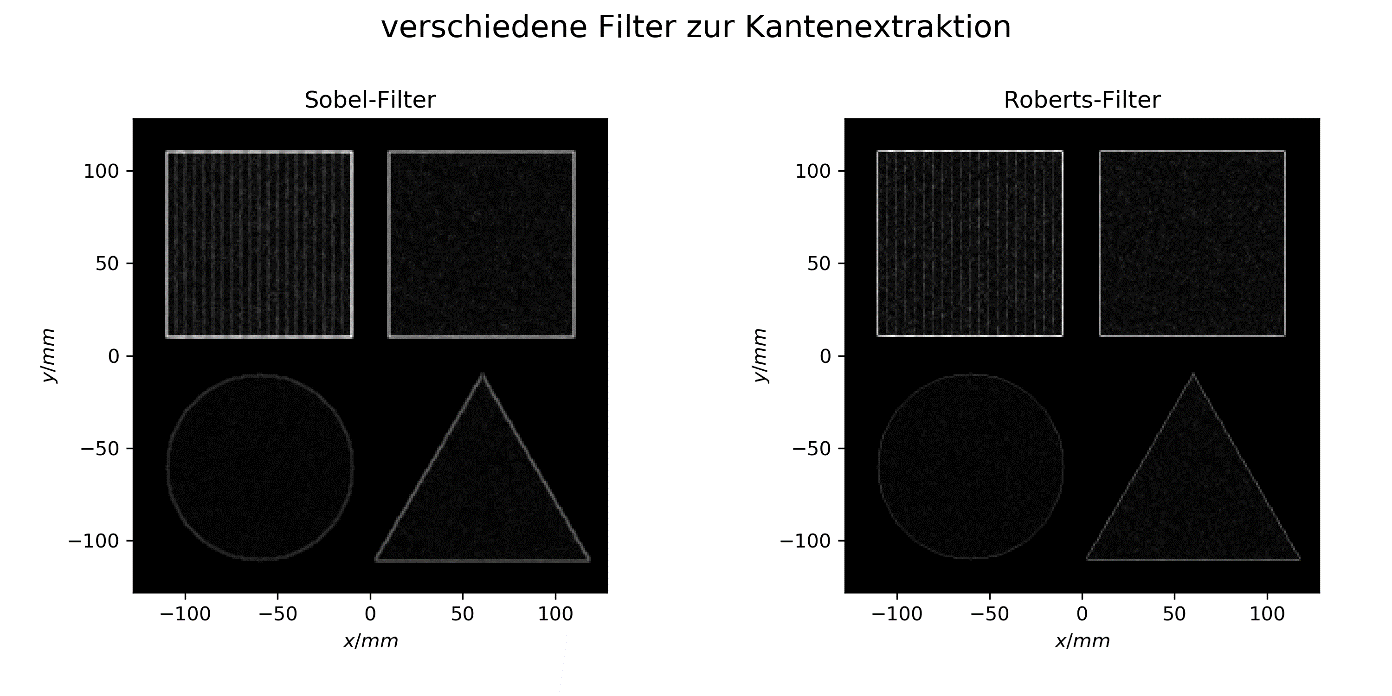 verschiedene Filter zur Kantenextraktion
Sobel-Filter
100
50
0
−50
−100
y/mm
−100 −50 0 50 100
x/mm
Roberts-Filter
100
50
0
−50
−100
y/mm
−100 −50 0 50 100
x/mm